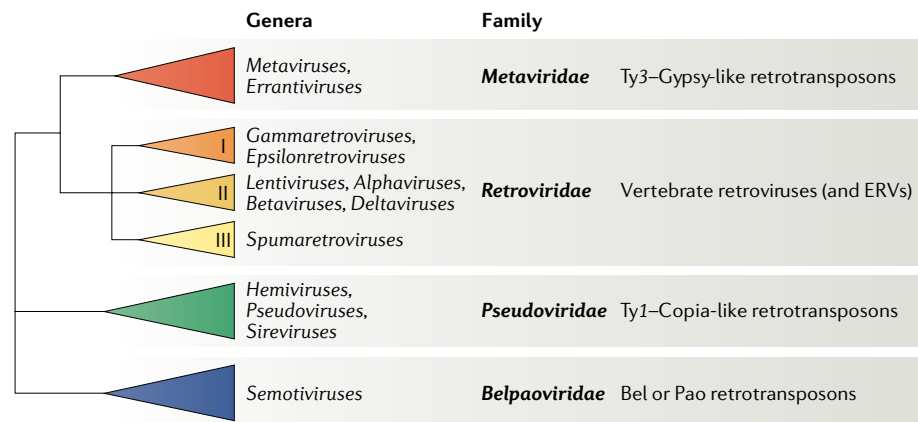 Genera Family
Metaviruses,
Errantiviruses
Metaviridae Ty3–Gypsy-like retrotransposons
I
Gammaretroviruses,
Epsilonretroviruses
II
Lentiviruses, Alphaviruses,
Betaviruses, Deltaviruses
Retroviridae Vertebrate retroviruses (and ERVs)
III Spumaretroviruses
Hemiviruses,
Pseudoviruses,
Sireviruses
Pseudoviridae Ty1–Copia-like retrotransposons
Semotiviruses Belpaoviridae Bel or Pao retrotransposons